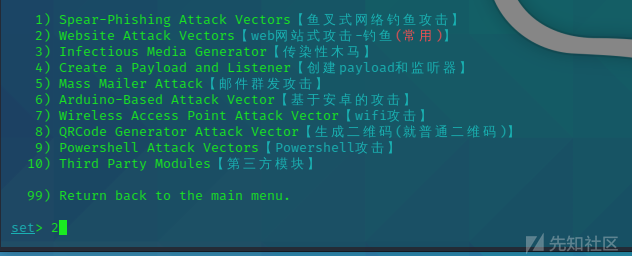 1) Spear-Phishing Attack Vectors【鱼叉式网络钓鱼攻击】
2) Website Attack Vectors【web网站式攻击-钓鱼(常用)】
3) Infectious Media Generator【传染性木马】
4) Create a Payload and Listener【创建payload和监听器】
5) Mass Mailer Attack【邮件群发攻击】
6) Arduino-Based Attack Vector【基于安卓的攻击】
7) Wireless Access Point Attack Vector【wifi攻击】
8) QRCode Generator Attack Vector【生成二维码(就普通二维码)】
9) Powershell Attack Vectors【Powershell攻击】
10) Third Party Modules【第三方模块】
99) Return back to the main menu.
set> 2
先知社区